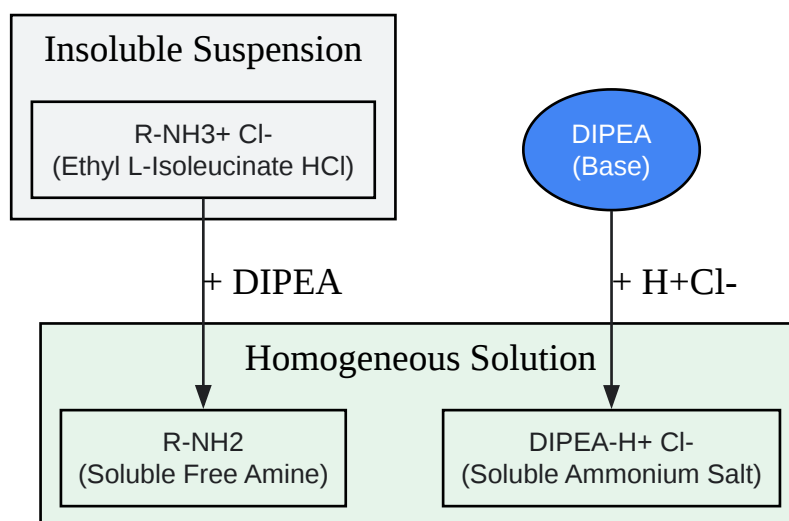 Insoluble Suspension
R-NH3+ Cl-
(Ethyl L-Isoleucinate HCl)
DIPEA
(Base)
+ DIPEA
+ H+Cl-
Homogeneous Solution
R-NH2
(Soluble Free Amine)
DIPEA-H+ Cl-
(Soluble Ammonium Salt)